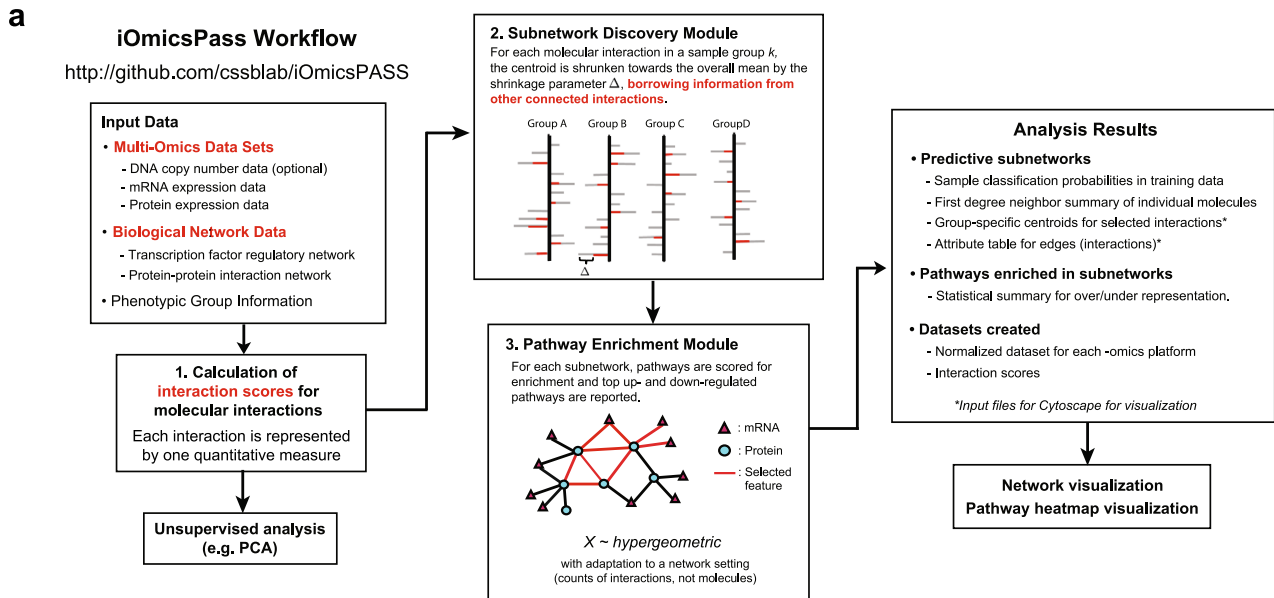 a
iOmicsPass Workflow
http://github.com/cssblab/iOmicsPASS
Input Data
• Multi-Omics Data Sets
- DNA copy number data (optional)
- mRNA expression data
- Protein expression data
• Biological Network Data
- Transcription factor regulatory network
- Protein-protein interaction network
• Phenotypic Group Information
1. Calculation of
interaction scores for
molecular interactions
Each interaction is represented
by one quantitative measure
Unsupervised analysis
(e.g. PCA)
2. Subnetwork Discovery Module
For each molecular interaction in a sample group k,
the centroid is shrunken towards the overall mean by the
shrinkage parameter Δ, borrowing information from
other connected interactions.
Group A Group B Group C GroupD
Δ
3. Pathway Enrichment Module
For each subnetwork, pathways are scored for
enrichment and top up- and down-regulated
pathways are reported.
: mRNA
: Protein
: Selected
feature
X ~ hypergeometric
with adaptation to a network setting
(counts of interactions, not molecules)
Analysis Results
• Predictive subnetworks
- Sample classification probabilities in training data
- First degree neighbor summary of individual molecules
- Group-specific centroids for selected interactions*
- Attribute table for edges (interactions)*
• Pathways enriched in subnetworks
- Statistical summary for over/under representation.
• Datasets created
- Normalized dataset for each -omics platform
- Interaction scores
*Input files for Cytoscape for visualization
Network visualization
Pathway heatmap visualization